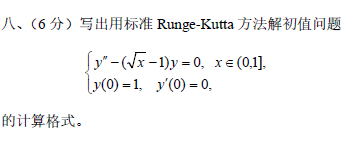 八、（6 分）写出用标准 Runge-Kutta 方法解初值问题
{ y″ − (√x − 1)y = 0, x ∈ (0,1],
y(0) = 1, y′(0) = 0,
的计算格式。